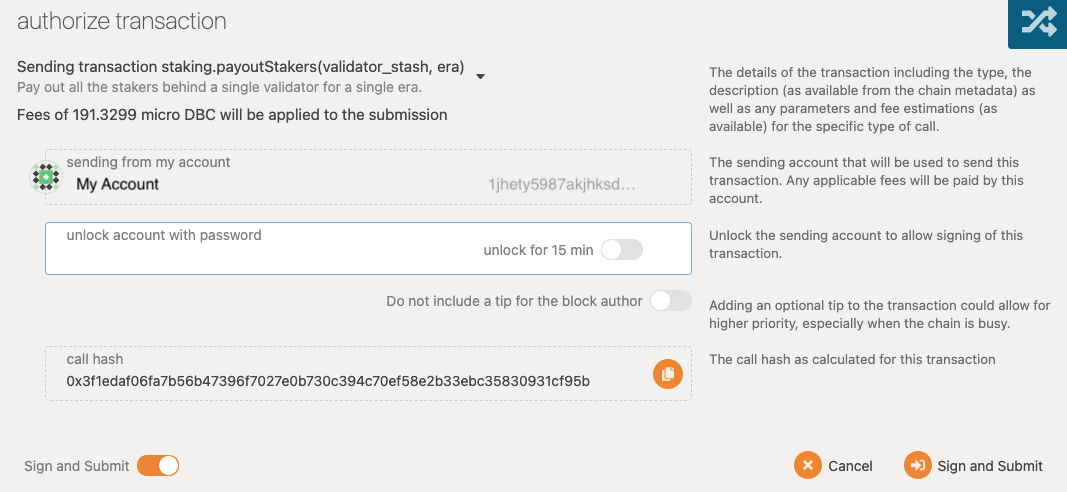 authorize transaction
Sending transaction staking.payoutStakers(validator_stash, era)
Pay out all the stakers behind a single validator for a single era.
Fees of 191.3299 micro DBC will be applied to the submission
The details of the transaction including the type, the
description (as available from the chain metadata) as
well as any parameters and fee estimations (as
available) for the specific type of call.
sending from my account
My Account
1jhety5987akjhksd...
The sending account that will be used to send this
transaction. Any applicable fees will be paid by this
account.
unlock account with password
unlock for 15 min
Unlock the sending account to allow signing of this
transaction.
Do not include a tip for the block author
Adding an optional tip to the transaction could allow for
higher priority, especially when the chain is busy.
call hash
0x3f1edaf06fa7b56b47396f7027e0b730c394c70ef58e2b33ebc35830931cf95b
The call hash as calculated for this transaction
Sign and Submit
Cancel
Sign and Submit